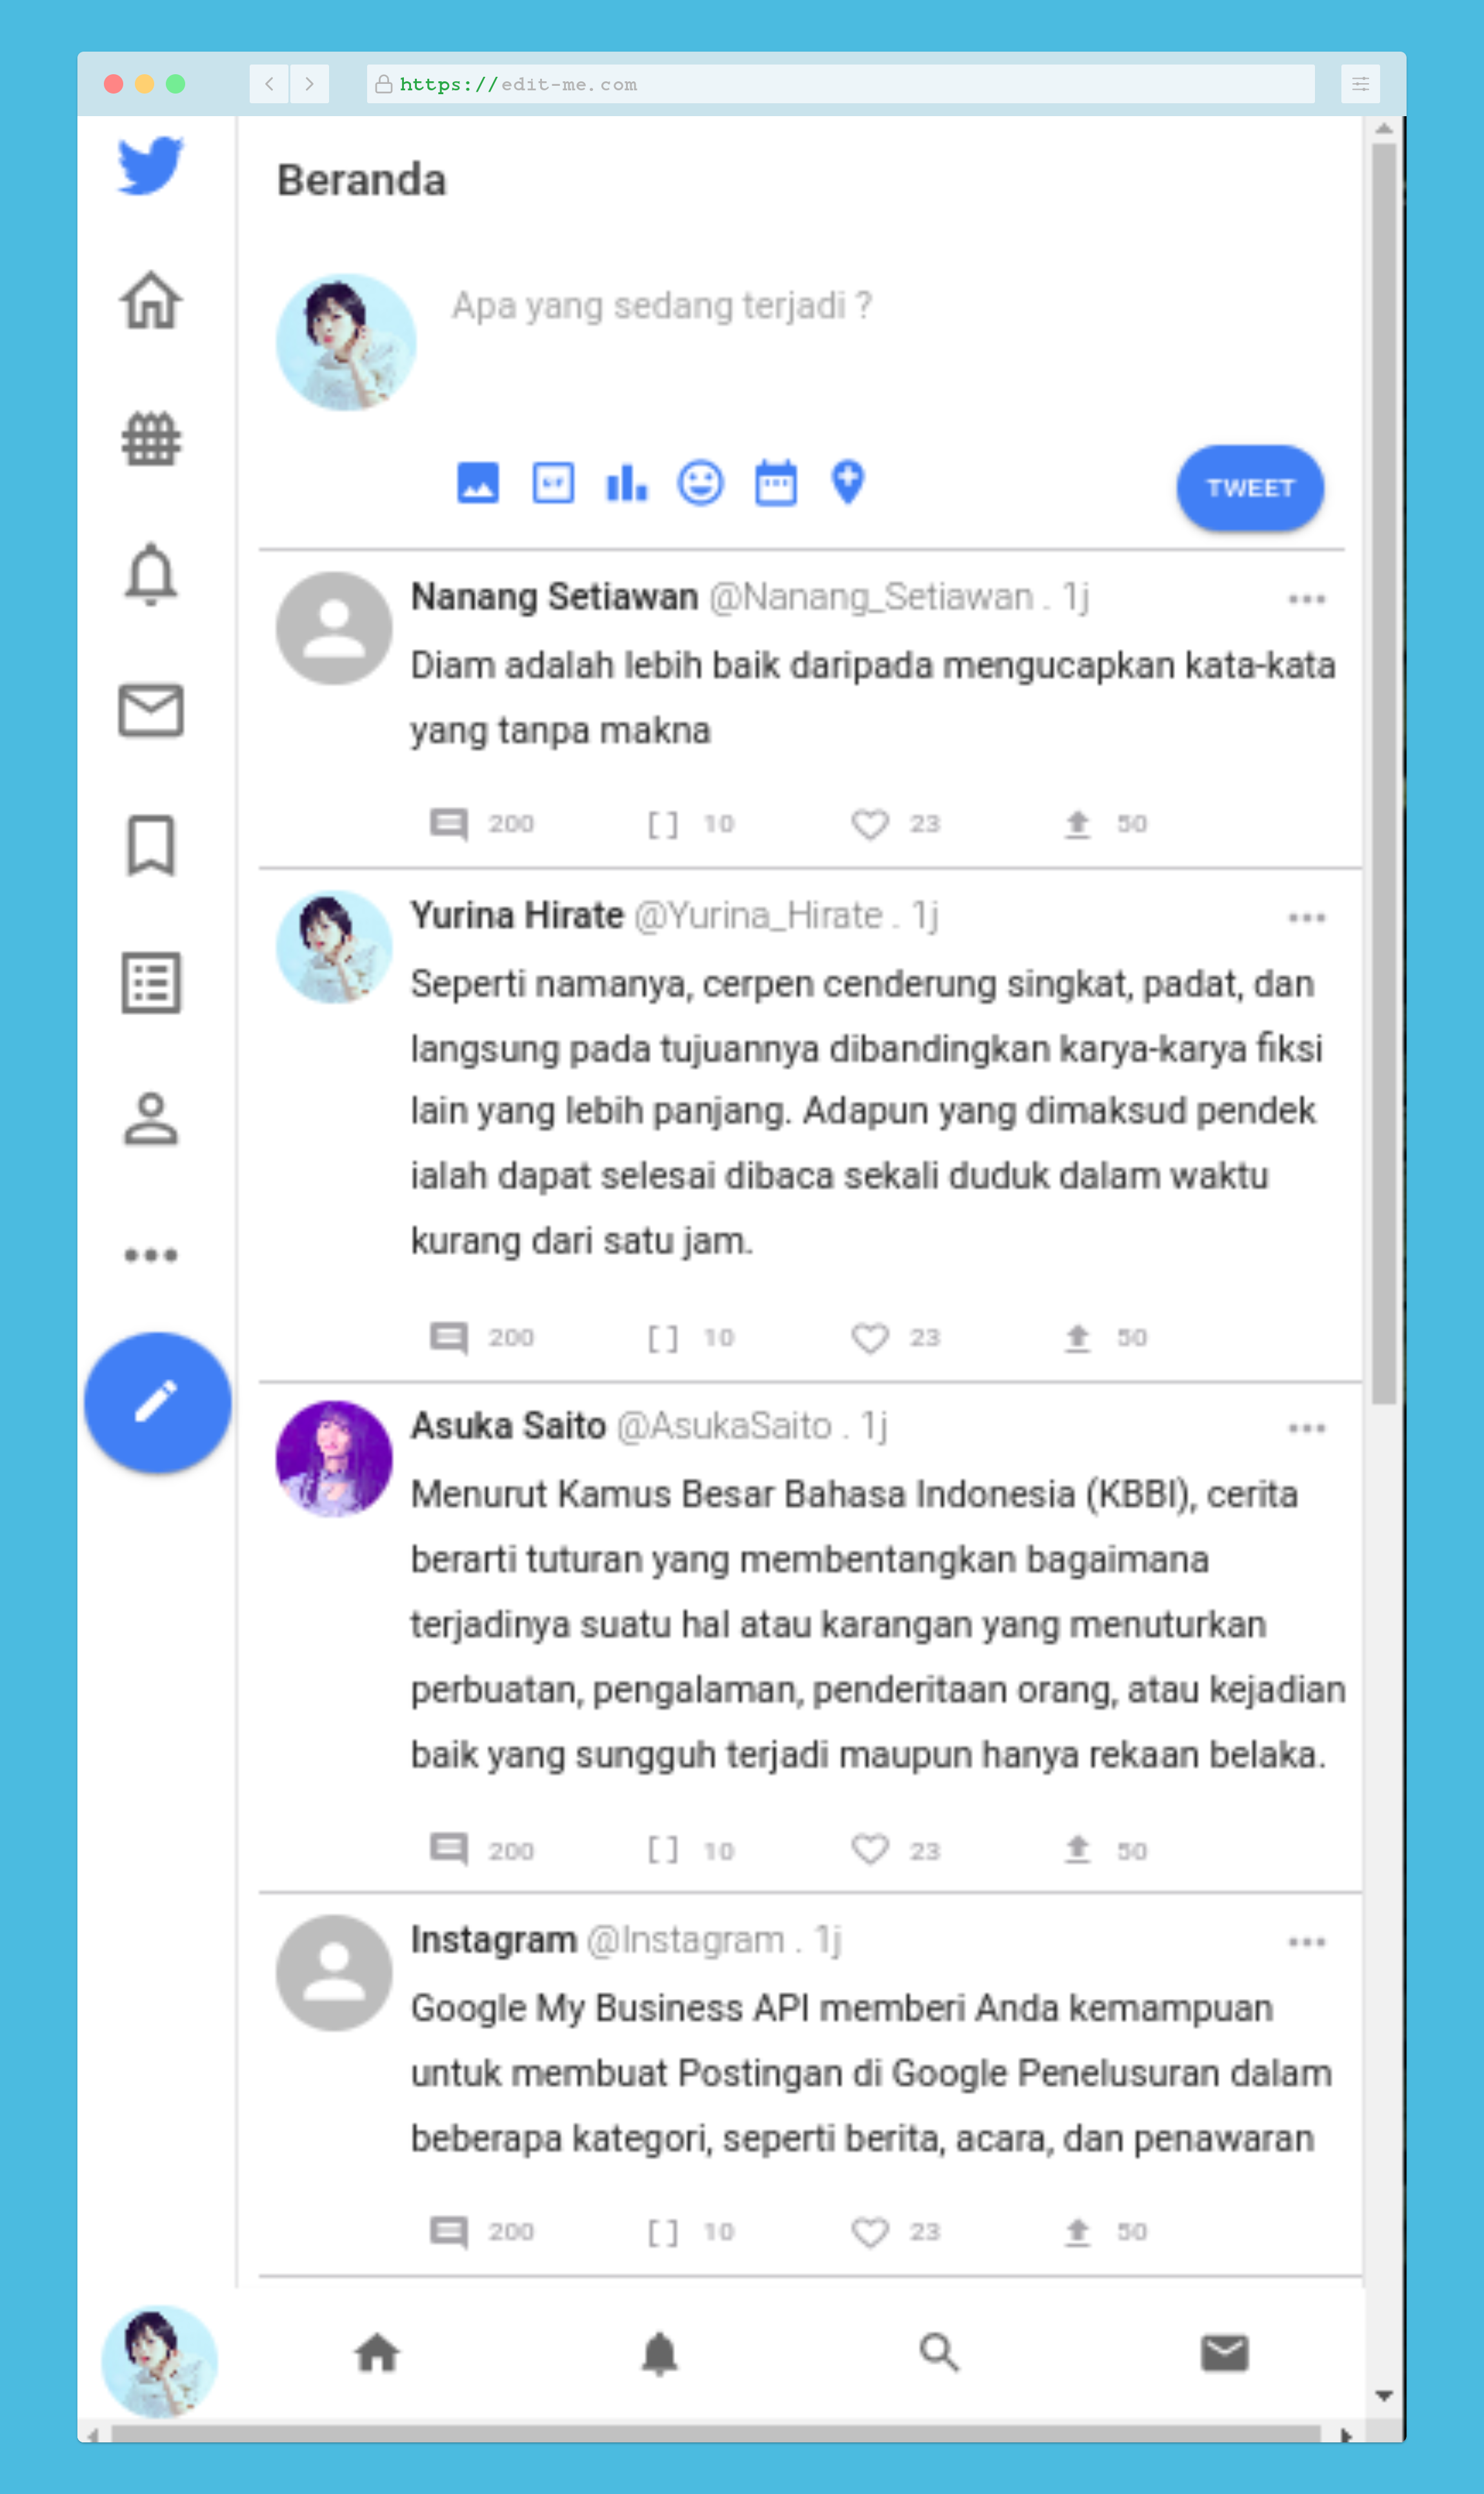 https://edit-me.com
Beranda
Apa yang sedang terjadi ?
GIF
TWEET
Nanang Setiawan @Nanang_Setiawan . 1j
Diam adalah lebih baik daripada mengucapkan kata-kata
yang tanpa makna
200 10 23 50
Yurina Hirate @Yurina_Hirate . 1j
Seperti namanya, cerpen cenderung singkat, padat, dan
langsung pada tujuannya dibandingkan karya-karya fiksi
lain yang lebih panjang. Adapun yang dimaksud pendek
ialah dapat selesai dibaca sekali duduk dalam waktu
kurang dari satu jam.
200 10 23 50
Asuka Saito @AsukaSaito . 1j
Menurut Kamus Besar Bahasa Indonesia (KBBI), cerita
berarti tuturan yang membentangkan bagaimana
terjadinya suatu hal atau karangan yang menuturkan
perbuatan, pengalaman, penderitaan orang, atau kejadian
baik yang sungguh terjadi maupun hanya rekaan belaka.
200 10 23 50
Instagram @Instagram . 1j
Google My Business API memberi Anda kemampuan
untuk membuat Postingan di Google Penelusuran dalam
beberapa kategori, seperti berita, acara, dan penawaran
200 10 23 50